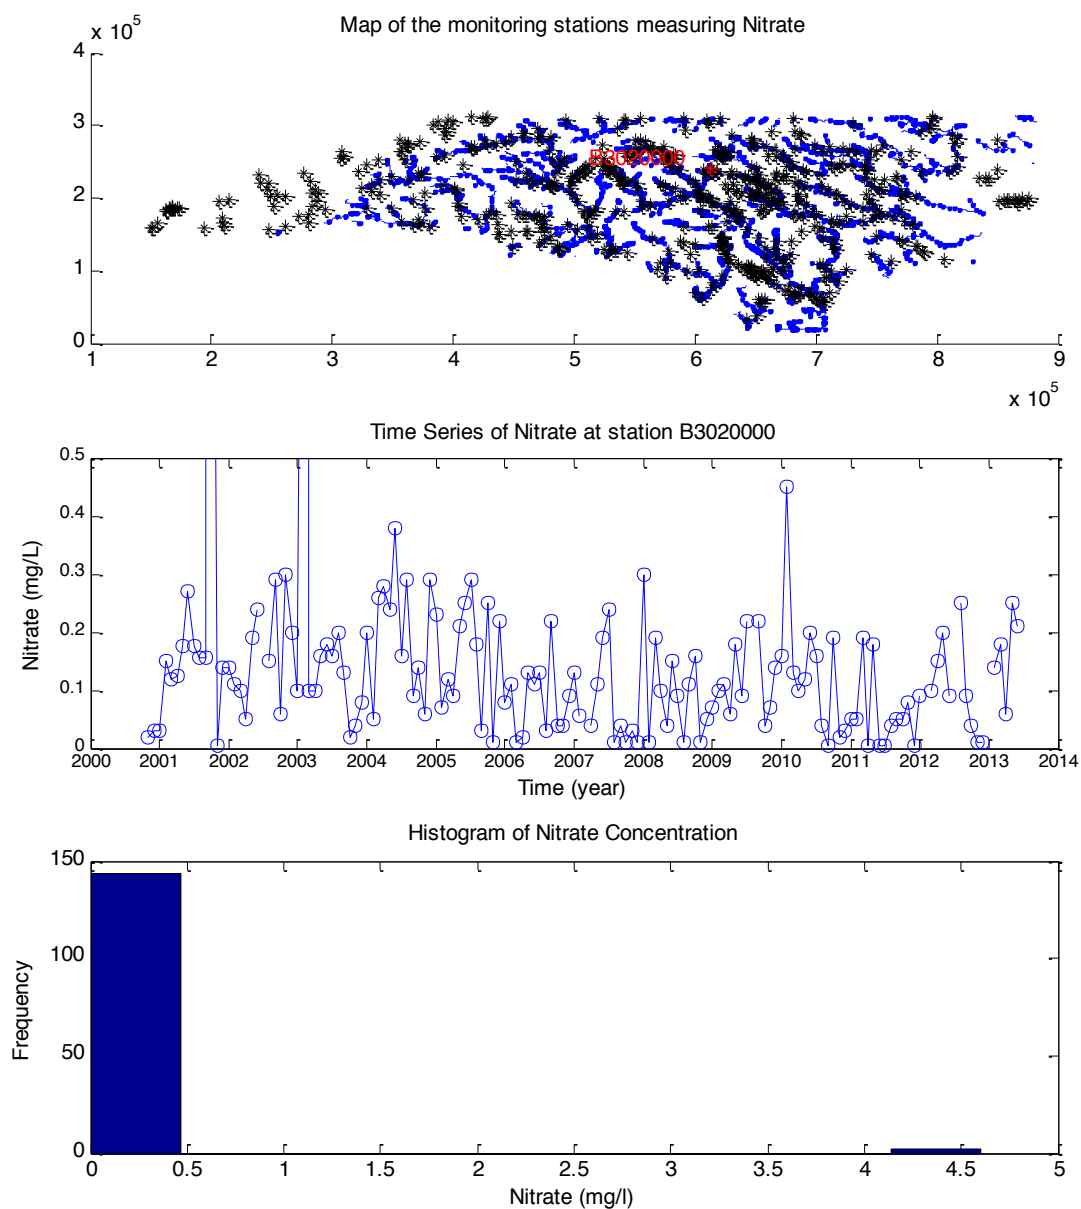 Map of the monitoring stations measuring Nitrate
x 10^5
4
3
2
1
0
B3020000
1 2 3 4 5 6 7 8 9
x 10^5
Time Series of Nitrate at station B3020000
Nitrate (mg/L)
0.5
0.4
0.3
0.2
0.1
0
2000 2001 2002 2003 2004 2005 2006 2007 2008 2009 2010 2011 2012 2013 2014
Time (year)
Histogram of Nitrate Concentration
Frequency
150
100
50
0
0 0.5 1 1.5 2 2.5 3 3.5 4 4.5 5
Nitrate (mg/l)